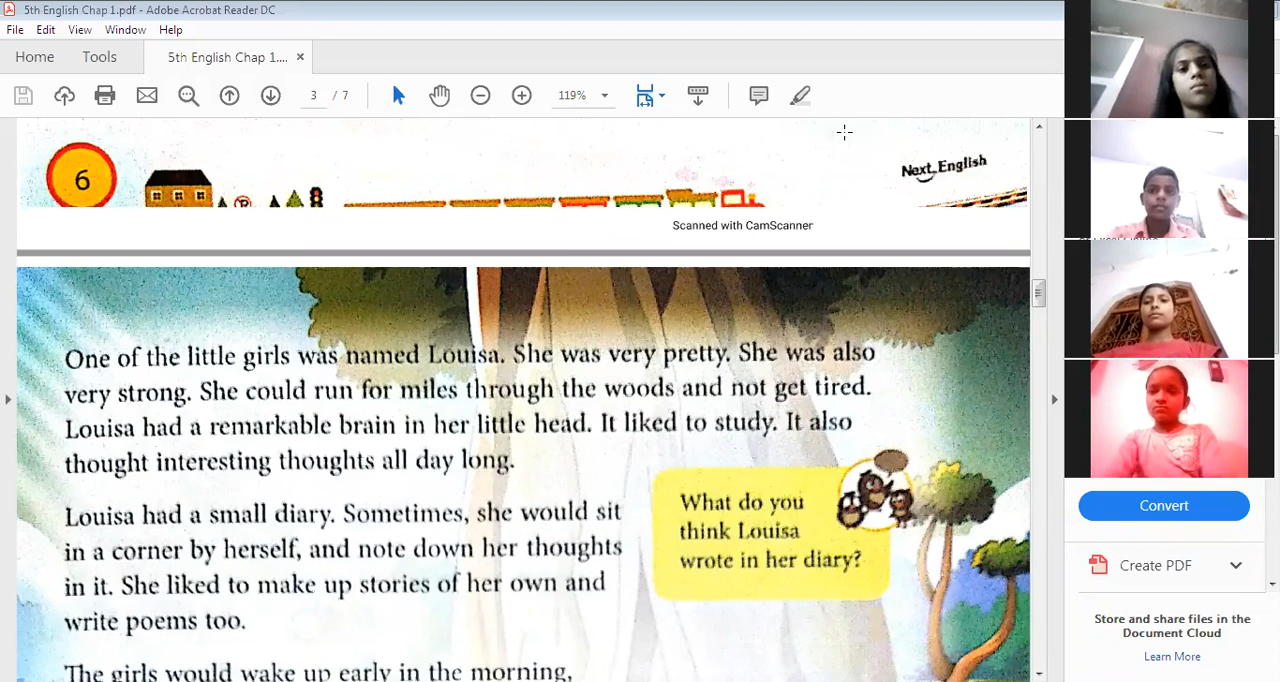 5th English Chap 1.pdf - Adobe Acrobat Reader DC
File Edit View Window Help
Home Tools 5th English Chap 1.... ×
3 / 7 119%
6
Next English
Scanned with CamScanner
One of the little girls was named Louisa. She was very pretty. She was also
very strong. She could run for miles through the woods and not get tired.
Louisa had a remarkable brain in her little head. It liked to study. It also
thought interesting thoughts all day long.
Louisa had a small diary. Sometimes, she would sit
in a corner by herself, and note down her thoughts
in it. She liked to make up stories of her own and
write poems too.
The girls would wake up early in the morning,
What do you
think Louisa
wrote in her diary?
Convert
Create PDF
Store and share files in the
Document Cloud
Learn More